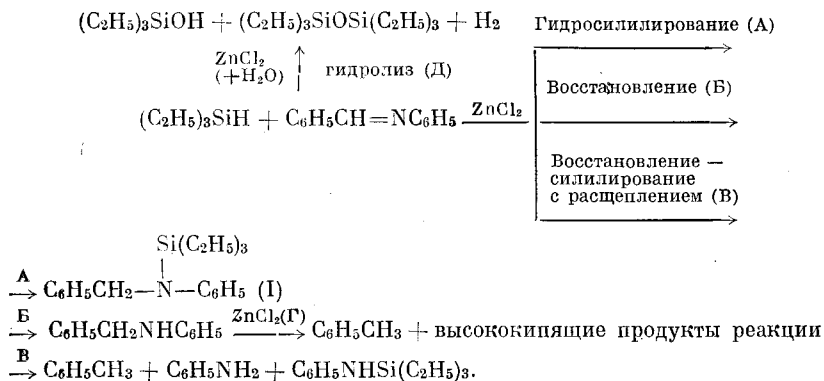 (C₂H₅)₃SiOH + (C₂H₅)₃SiOSi(C₂H₅)₃ + H₂ Гидросилилирование (А)
ZnCl₂
(+H₂O) гидролиз (Д)
Восстановление (Б)
(C₂H₅)₃SiH + C₆H₅CH=NC₆H₅ ZnCl₂
Восстановление —
силилирование
с расщеплением (В)
Si(C₂H₅)₃
А → C₆H₅CH₂—N—C₆H₅ (I)
Б → C₆H₅CH₂NHC₆H₅ ZnCl₂(Г) → C₆H₅CH₃ + высококипящие продукты реакции
В → C₆H₅CH₃ + C₆H₅NH₂ + C₆H₅NHSi(C₂H₅)₃.